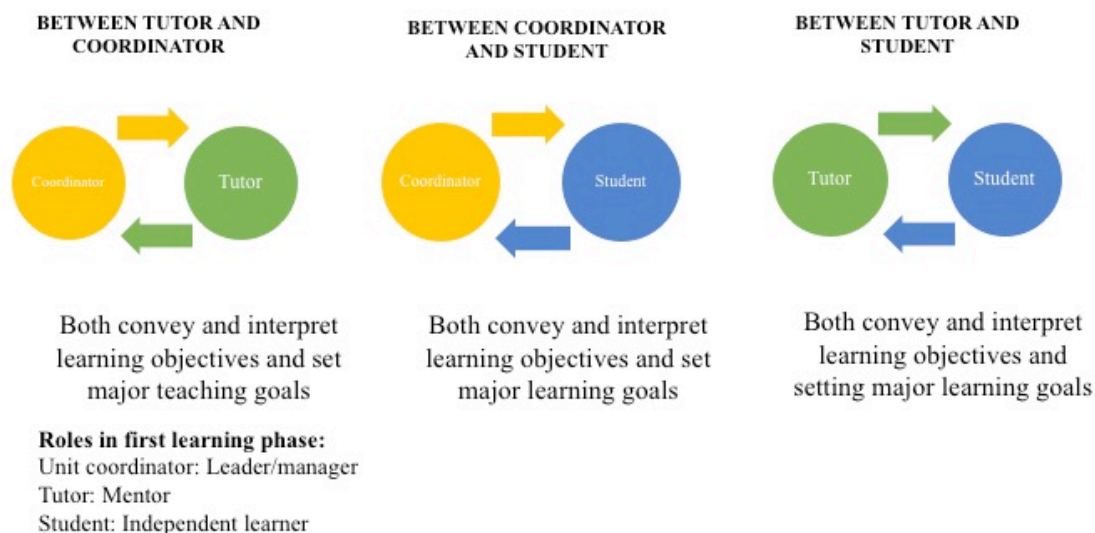 BETWEEN TUTOR AND
COORDINATOR
Coordinator
Tutor
Both convey and interpret
learning objectives and set
major teaching goals
BETWEEN COORDINATOR
AND STUDENT
Coordinator
Student
Both convey and interpret
learning objectives and set
major learning goals
BETWEEN TUTOR AND
STUDENT
Tutor
Student
Both convey and interpret
learning objectives and
setting major learning goals
Roles in first learning phase:
Unit coordinator: Leader/manager
Tutor: Mentor
Student: Independent learner